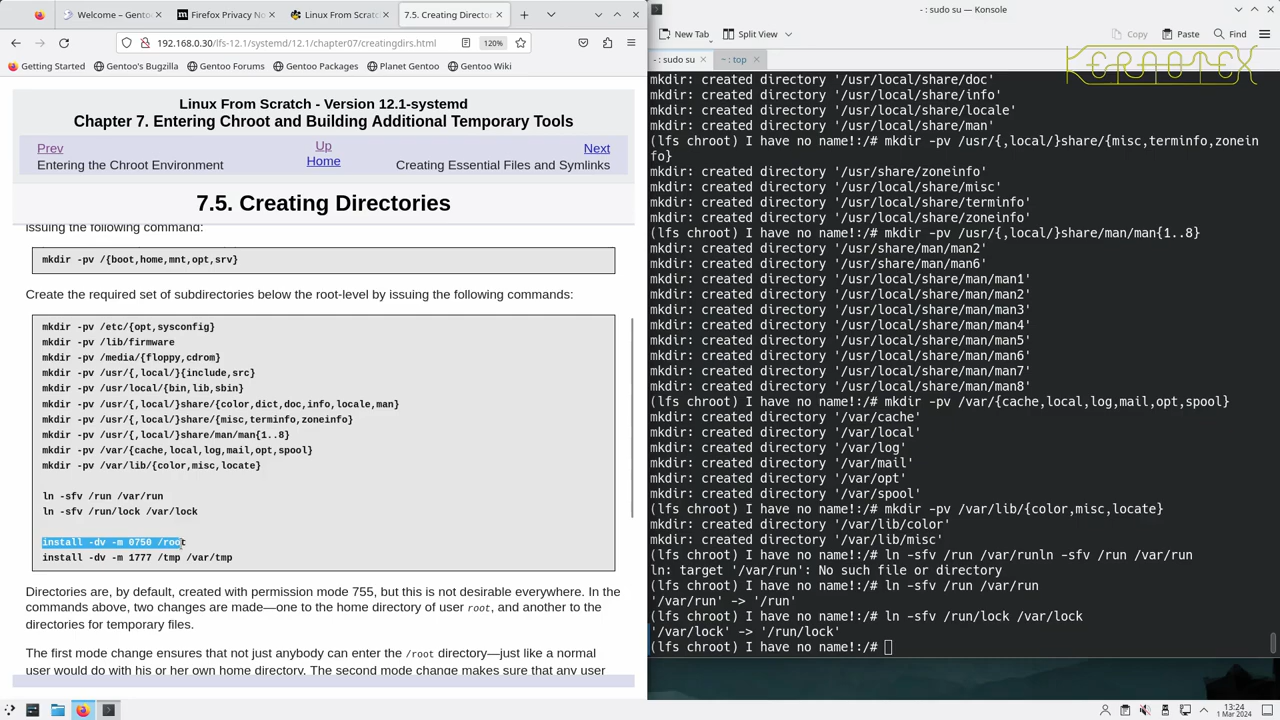 Welcome – Gento
Firefox Privacy No
Linux From Scratc
7.5. Creating Director
192.168.0.30/lfs-12.1/systemd/12.1/chapter07/creatingdirs.html
120%
Getting Started
Gentoo's Bugzilla
Gentoo Forums
Gentoo Packages
Planet Gentoo
Gentoo Wiki
Linux From Scratch - Version 12.1-systemd
Chapter 7. Entering Chroot and Building Additional Temporary Tools
Prev
Up
Next
Entering the Chroot Environment
Home
Creating Essential Files and Symlinks
7.5. Creating Directories
issuing the following command:
mkdir -pv /{boot,home,mnt,opt,srv}
Create the required set of subdirectories below the root-level by issuing the following commands:
mkdir -pv /etc/{opt,sysconfig}
mkdir -pv /lib/firmware
mkdir -pv /media/{floppy,cdrom}
mkdir -pv /usr/{,local/}{include,src}
mkdir -pv /usr/local/{bin,lib,sbin}
mkdir -pv /usr/{,local/}share/{color,dict,doc,info,locale,man}
mkdir -pv /usr/{,local/}share/{misc,terminfo,zoneinfo}
mkdir -pv /usr/{,local/}share/man/man{1..8}
mkdir -pv /var/{cache,local,log,mail,opt,spool}
mkdir -pv /var/lib/{color,misc,locate}
ln -sfv /run /var/run
ln -sfv /run/lock /var/lock
install -dv -m 0750 /root
install -dv -m 1777 /tmp /var/tmp
Directories are, by default, created with permission mode 755, but this is not desirable everywhere. In the
commands above, two changes are made—one to the home directory of user root, and another to the
directories for temporary files.
The first mode change ensures that not just anybody can enter the /root directory—just like a normal
user would do with his or her own home directory. The second mode change makes sure that any user
- : sudo su — Konsole
New Tab
Split View
Copy
Paste
Find
- : sudo su
~ : top
KERNOTEX
mkdir: created directory '/usr/local/share/doc'
mkdir: created directory '/usr/local/share/info'
mkdir: created directory '/usr/local/share/locale'
mkdir: created directory '/usr/local/share/man'
(lfs chroot) I have no name!:/# mkdir -pv /usr/{,local/}share/{misc,terminfo,zonein
fo}
mkdir: created directory '/usr/share/zoneinfo'
mkdir: created directory '/usr/local/share/misc'
mkdir: created directory '/usr/local/share/terminfo'
mkdir: created directory '/usr/local/share/zoneinfo'
(lfs chroot) I have no name!:/# mkdir -pv /usr/{,local/}share/man/man{1..8}
mkdir: created directory '/usr/share/man/man2'
mkdir: created directory '/usr/share/man/man6'
mkdir: created directory '/usr/local/share/man/man1'
mkdir: created directory '/usr/local/share/man/man2'
mkdir: created directory '/usr/local/share/man/man3'
mkdir: created directory '/usr/local/share/man/man4'
mkdir: created directory '/usr/local/share/man/man5'
mkdir: created directory '/usr/local/share/man/man6'
mkdir: created directory '/usr/local/share/man/man7'
mkdir: created directory '/usr/local/share/man/man8'
(lfs chroot) I have no name!:/# mkdir -pv /var/{cache,local,log,mail,opt,spool}
mkdir: created directory '/var/cache'
mkdir: created directory '/var/local'
mkdir: created directory '/var/log'
mkdir: created directory '/var/mail'
mkdir: created directory '/var/opt'
mkdir: created directory '/var/spool'
(lfs chroot) I have no name!:/# mkdir -pv /var/lib/{color,misc,locate}
mkdir: created directory '/var/lib/color'
mkdir: created directory '/var/lib/misc'
(lfs chroot) I have no name!:/# ln -sfv /run /var/runln -sfv /run /var/run
ln: target '/var/run': No such file or directory
(lfs chroot) I have no name!:/# ln -sfv /run /var/run
'/var/run' -> '/run'
(lfs chroot) I have no name!:/# ln -sfv /run/lock /var/lock
'/var/lock' -> '/run/lock'
(lfs chroot) I have no name!:/#
13:24
1 Mar 2024